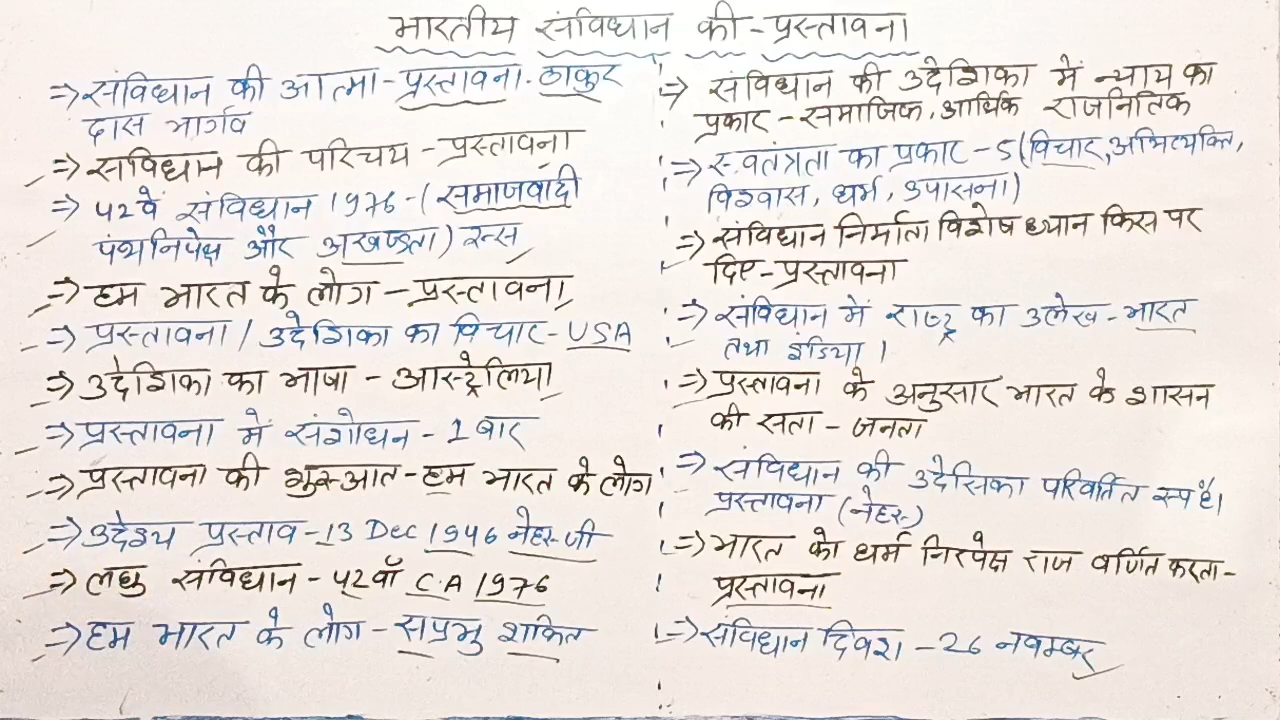 भारतीय संविधान की - प्रस्तावना
⇒ संविधान की आत्मा - प्रस्तावना . ठाकुर
दास भार्गव
⇒ सविधान की परिचय - प्रस्तावना
⇒ 42वें संविधान 1976 - (समाजवादी
पंथनिपेक्ष और अखण्डता)
⇒ हम भारत के लोग - प्रस्तावना
⇒ प्रस्तावना / उदेशिका का विचार - USA
⇒ उदेशिका का भाषा - आस्ट्रेलिया
⇒ प्रस्तावना में संशोधन - 1 बार
⇒ प्रस्तावना की शुरुआत - हम भारत के लोग
⇒ उदेश्य प्रस्ताव - 13 Dec 1946 नेहरु जी
⇒ लघु संविधान - 42वाँ C.A 1976
⇒ हम भारत के लोग - सप्रभु शक्ति
⇒ संविधान की उदेशिका में न्याय का
प्रकार - समाजिक, आर्थिक राजनितिक
⇒ स्वतंत्रता का प्रकार - 5 (विचार, अभिव्यक्ति,
विश्वास, धर्म, उपासना)
⇒ संविधान निर्माता विशेष ध्यान किस पर
दिए - प्रस्तावना
⇒ संविधान में राष्ट्र का उलेख - भारत
तथा इंडिया ।
⇒ प्रस्तावना के अनुसार भारत के शासन
की सता - जनता
⇒ संविधान की उदेसिका परिवर्तित रुप है।
प्रस्तावना (नेहरु)
⇒ भारत को धर्म निरपेक्ष राज वर्णित करता -
प्रस्तावना
⇒ संविधान दिवश - 26 नवम्बर